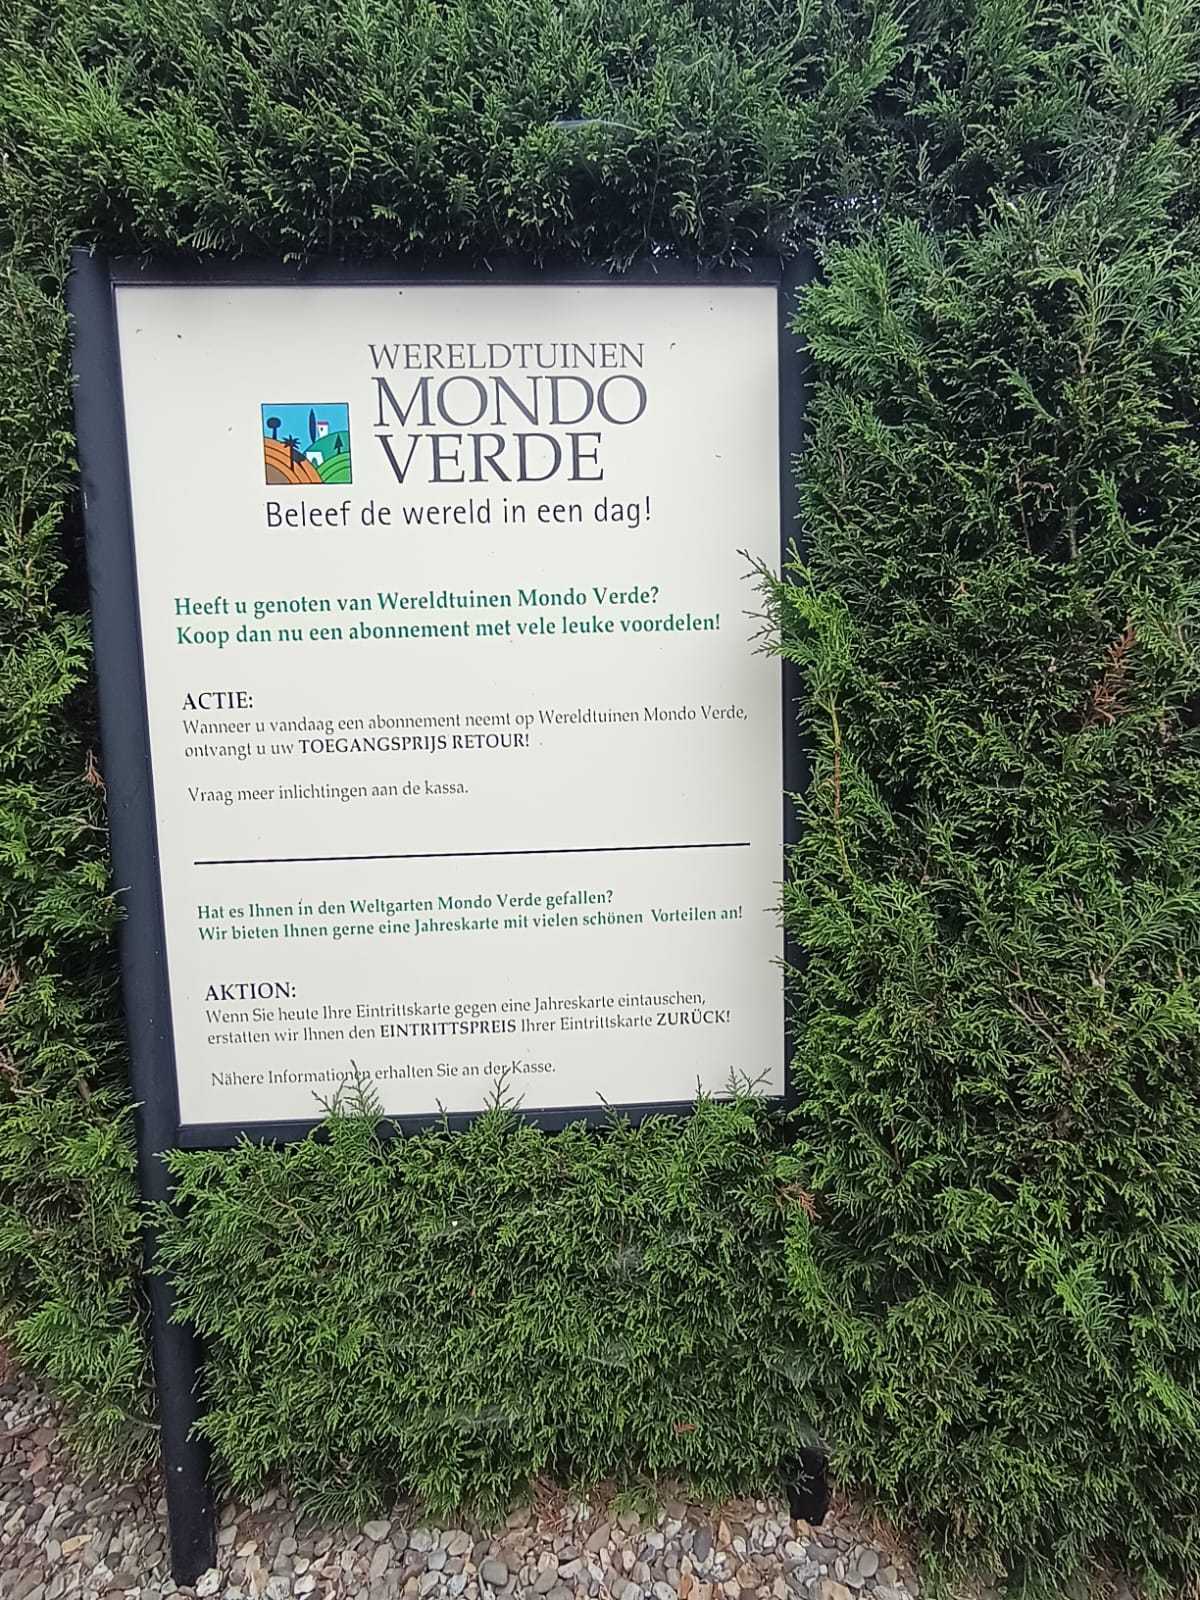 WERELDTUINEN
MONDO
VERDE
Beleef de wereld in een dag!
Heeft u genoten van Wereldtuinen Mondo Verde?
Koop dan nu een abonnement met vele leuke voordelen!
ACTIE:
Wanneer u vandaag een abonnement neemt op Wereldtuinen Mondo Verde,
ontvangt u uw TOEGANGSPRIJS RETOUR!
Vraag meer inlichtingen aan de kassa.
Hat es Ihnen in den Weltgarten Mondo Verde gefallen?
Wir bieten Ihnen gerne eine Jahreskarte mit vielen schönen Vorteilen an!
AKTION:
Wenn Sie heute Ihre Eintrittskarte gegen eine Jahreskarte eintauschen,
erstatten wir Ihnen den EINTRITTSPREIS Ihrer Eintrittskarte ZURÜCK!
Nähere Informationen erhalten Sie an der Kasse.